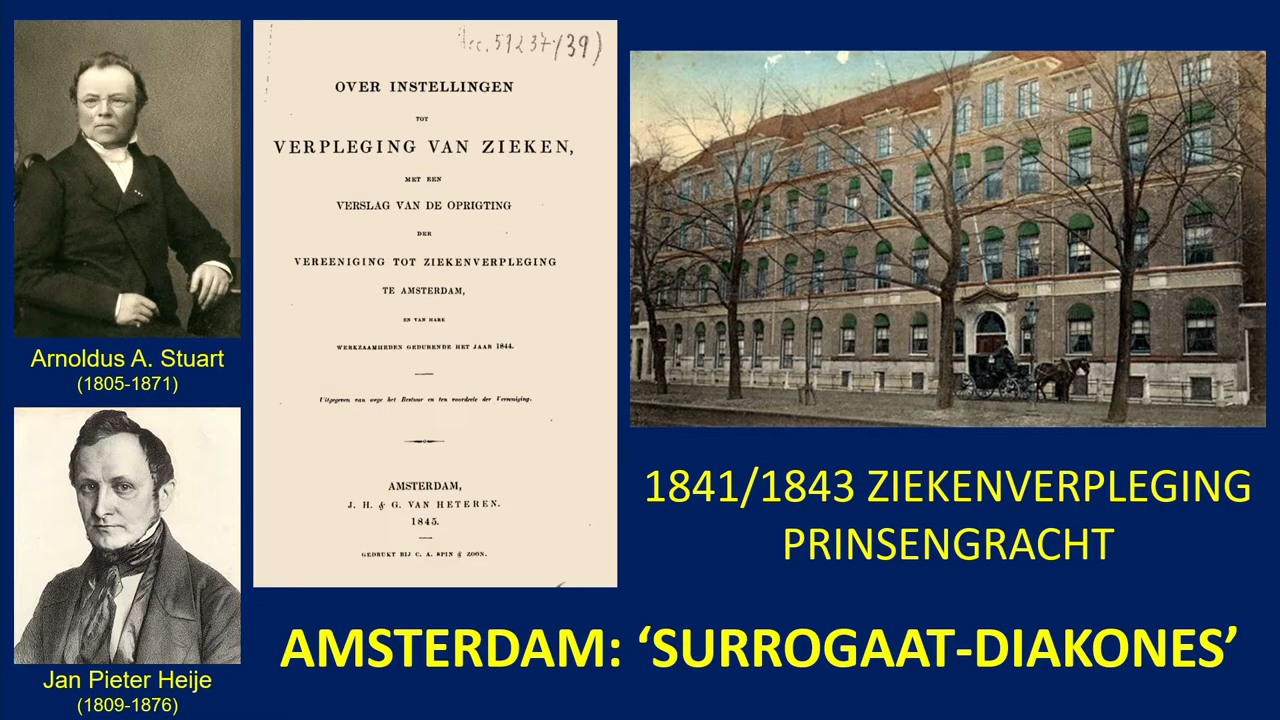 Arnoldus A. Stuart
(1805-1871)
Jan Pieter Heije
(1809-1876)
51237 (39)
OVER INSTELLINGEN
TOT
VERPLEGING VAN ZIEKEN,
MET EEN
VERSLAG VAN DE OPRIGTING
DER
VEREENIGING TOT ZIEKENVERPLEGING
TE AMSTERDAM,
EN VAN HARE
WERKZAAMHEDEN GEDURENDE HET JAAR 1844.
Uitgegeven van wege het Bestuur en ten voordeele der Vereeniging.
AMSTERDAM,
J. H. & G. VAN HETEREN.
1845.
GEDRUKT BIJ C. A. SPIN & ZOON.
1841/1843 ZIEKENVERPLEGING
PRINSENGRACHT
AMSTERDAM: ‘SURROGAAT-DIAKONES’